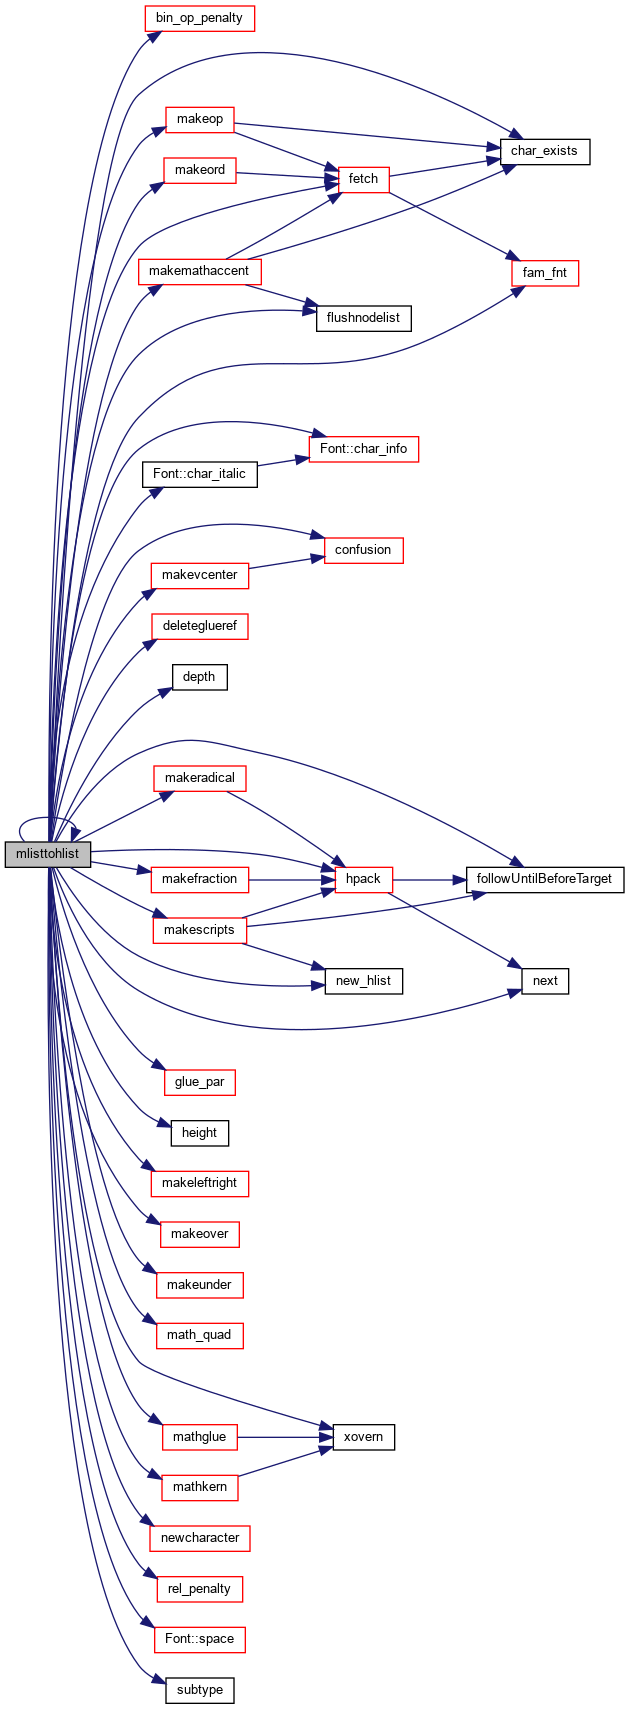 bin_op_penalty
makeop
char_exists
makeord
fetch
makemathaccent
fam_fnt
flushnodelist
Font::char_info
Font::char_italic
confusion
makevcenter
deleteglueref
depth
makeradical
mlisttohlist
makefraction
hpack
followUntilBeforeTarget
makescripts
new_hlist
next
glue_par
height
makeleftright
makeover
makeunder
math_quad
mathglue
xovern
mathkern
newcharacter
rel_penalty
Font::space
subtype